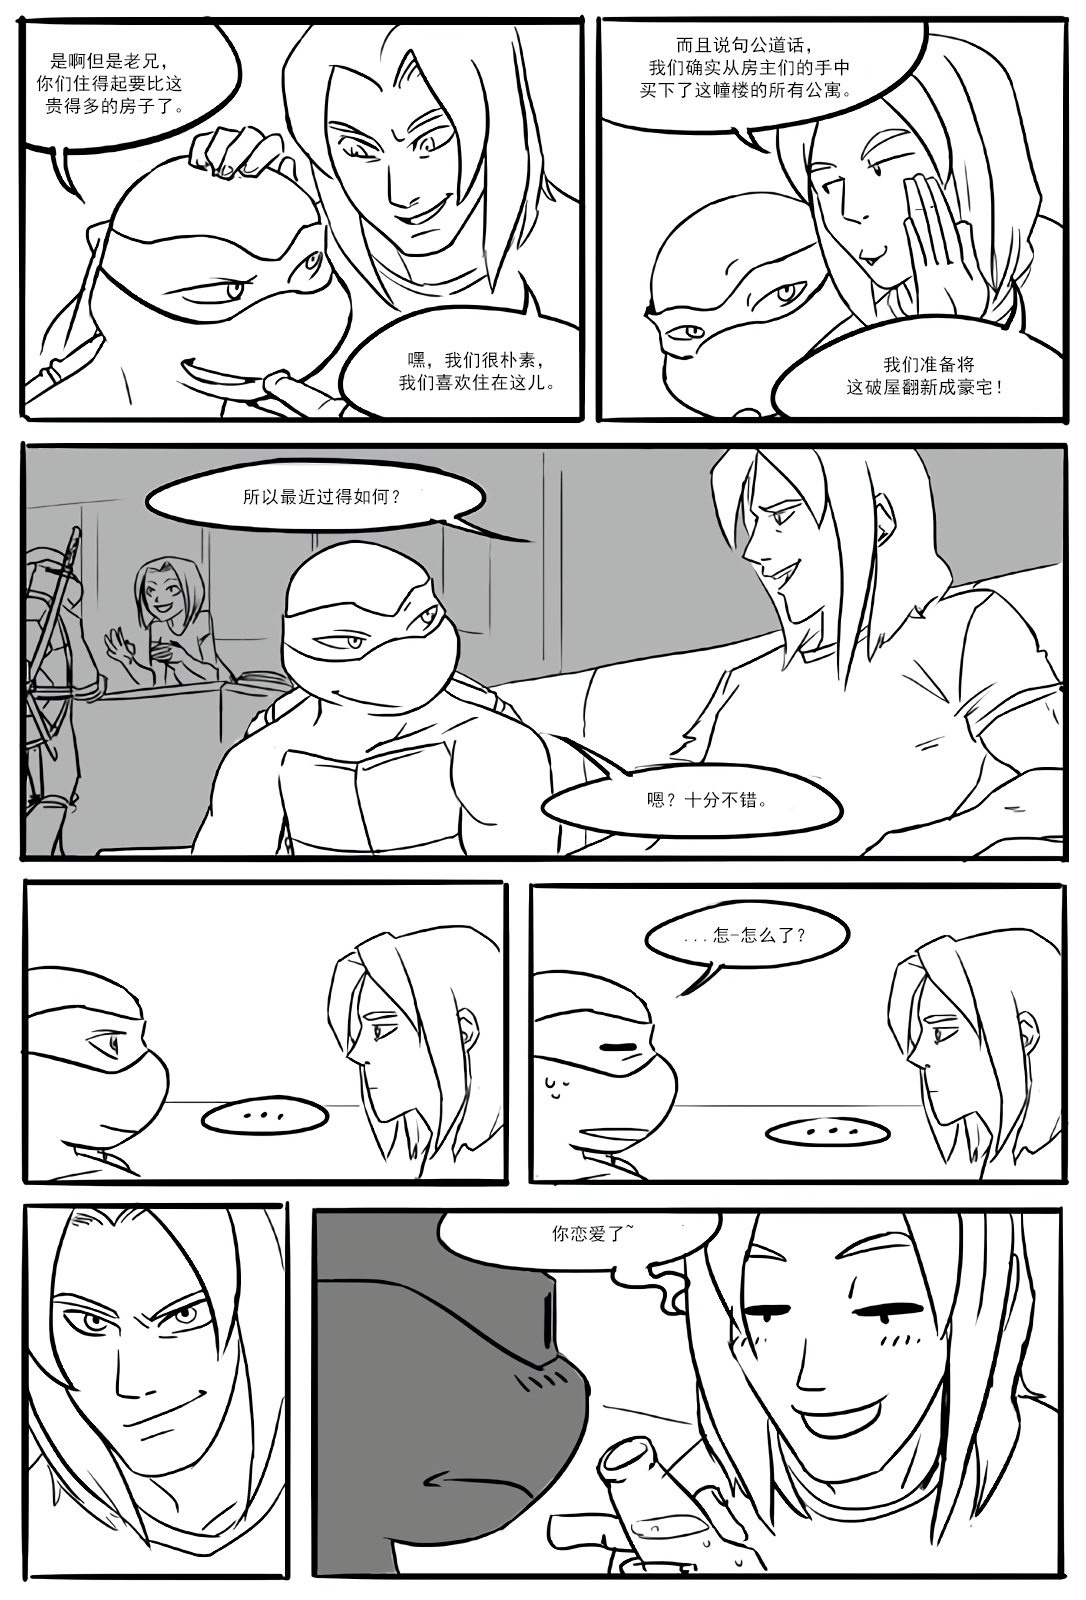 是啊但是老兄，
你们住得起要比这
贵得多的房子了。
嘿，我们很朴素，
我们喜欢住在这儿。
而且说句公道话，
我们确实从房主们的手中
买下了这幢楼的所有公寓。
我们准备将
这破屋翻新成豪宅！
所以最近过得如何？
嗯？十分不错。
...
...怎-怎么了？
...
你恋爱了~